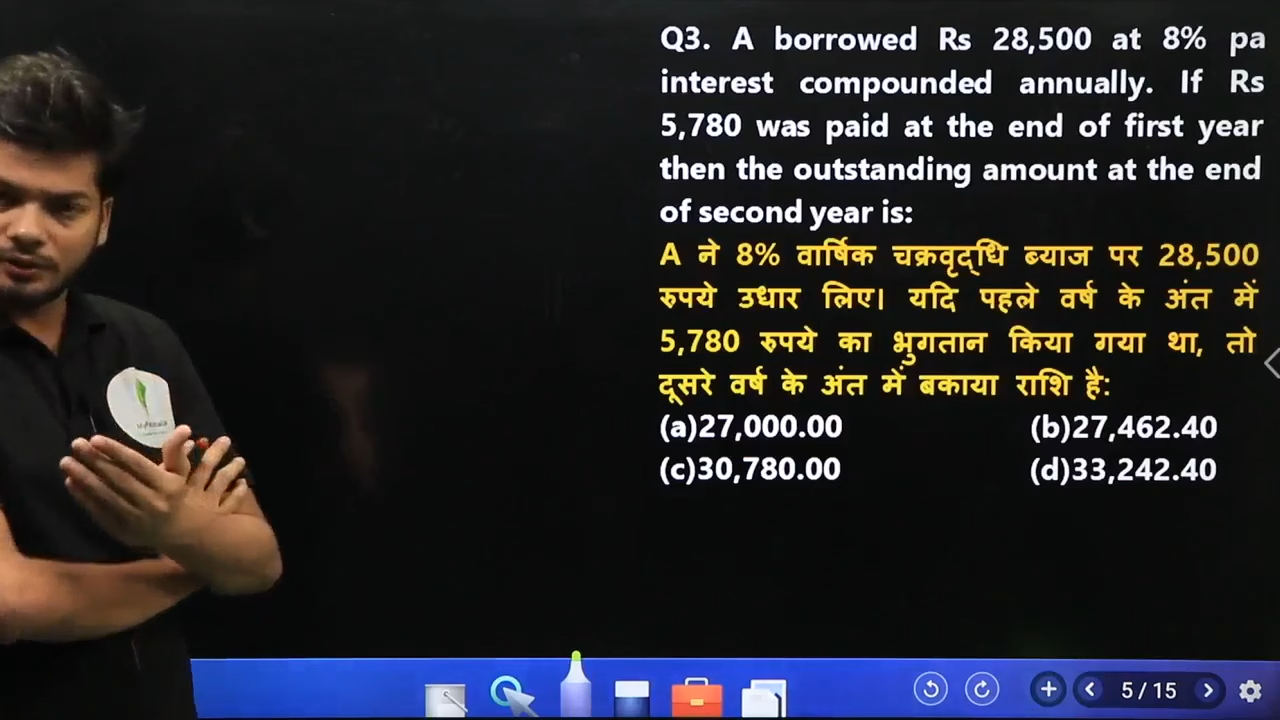 Q3. A borrowed Rs 28,500 at 8% pa
interest compounded annually. If Rs
5,780 was paid at the end of first year
then the outstanding amount at the end
of second year is:
A ने 8% वार्षिक चक्रवृद्धि ब्याज पर 28,500
रुपये उधार लिए। यदि पहले वर्ष के अंत में
5,780 रुपये का भुगतान किया गया था, तो
दूसरे वर्ष के अंत में बकाया राशि है:
(a)27,000.00 (b)27,462.40
(c)30,780.00 (d)33,242.40
5 / 15